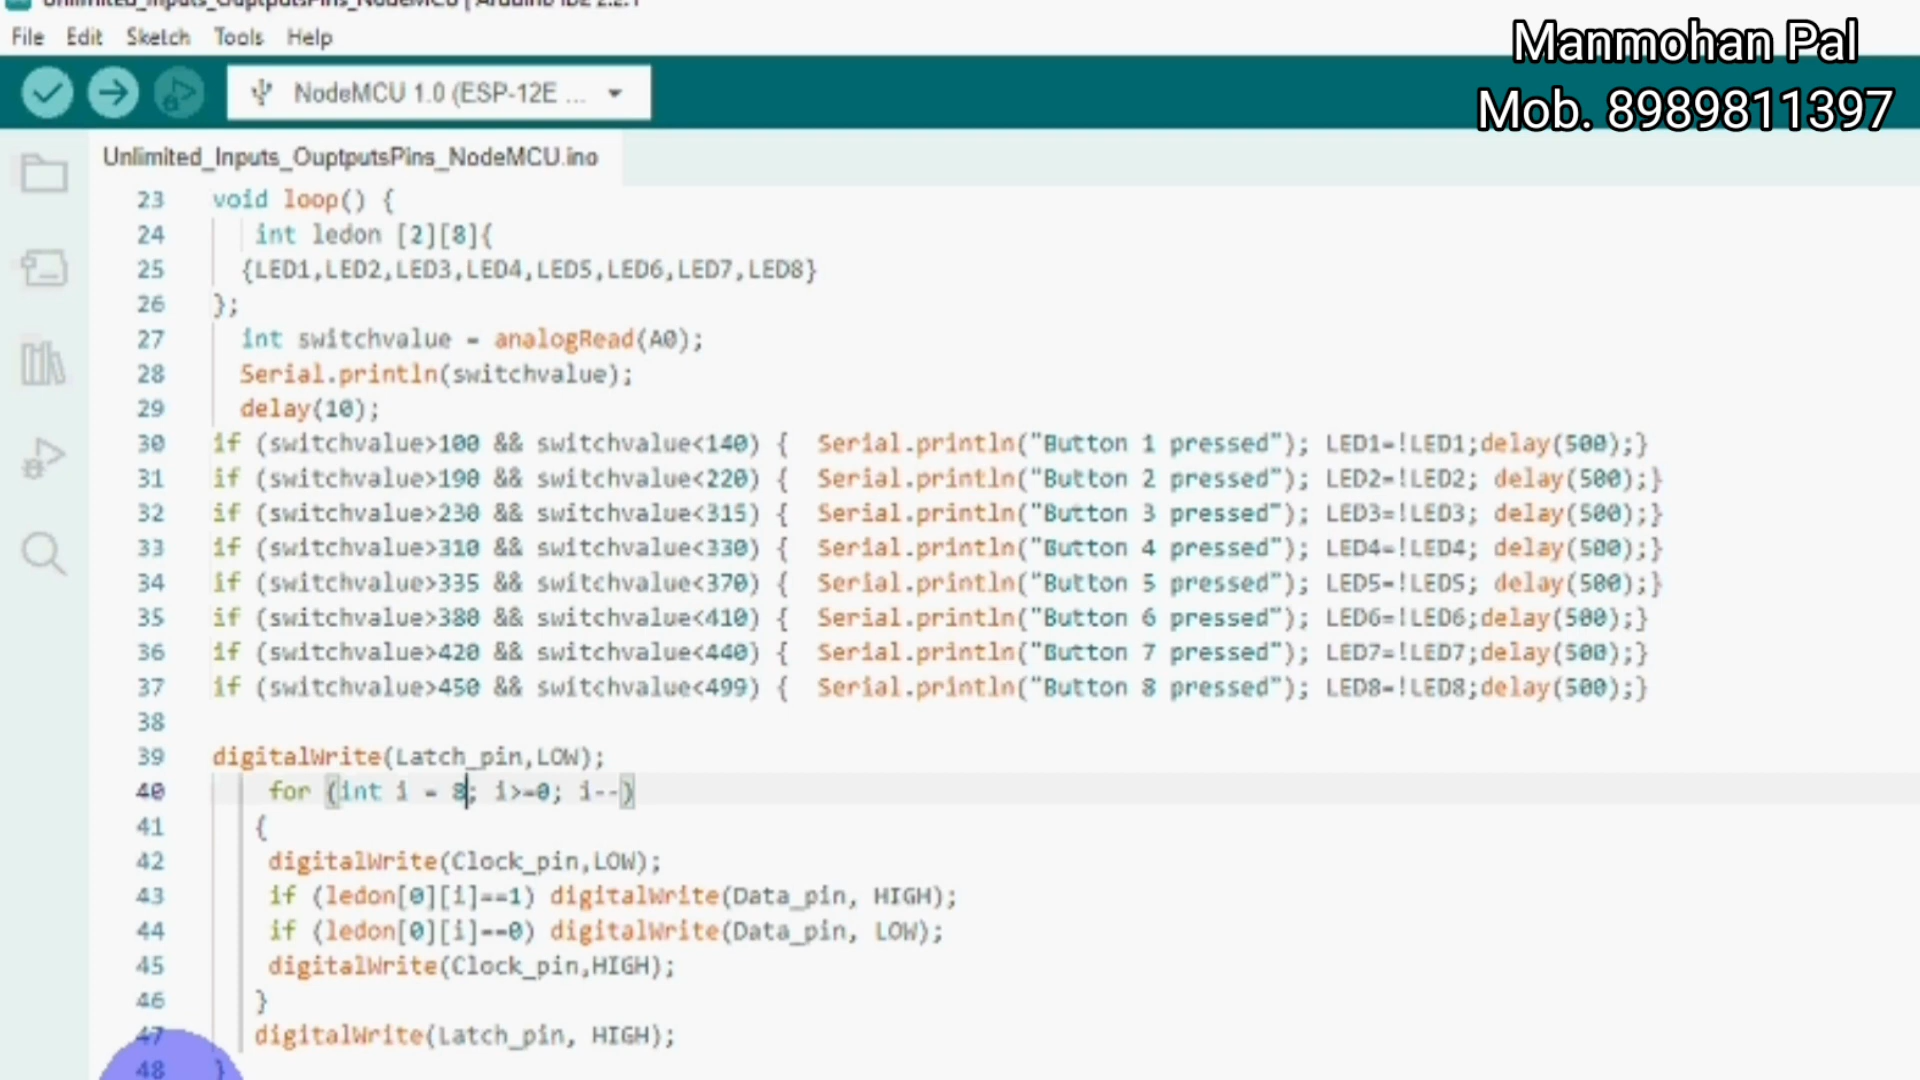 Unlimited_Inputs_OuptputsPins_NodeMCU | Arduino IDE 2.2.1
File Edit Sketch Tools Help
Manmohan Pal
Mob. 8989811397
NodeMCU 1.0 (ESP-12E ...
Unlimited_Inputs_OuptputsPins_NodeMCU.ino
23 void loop() {
24 int ledon [2][8]{
25 {LED1,LED2,LED3,LED4,LED5,LED6,LED7,LED8}
26 };
27 int switchvalue = analogRead(A0);
28 Serial.println(switchvalue);
29 delay(10);
30 if (switchvalue>100 && switchvalue<140) { Serial.println("Button 1 pressed"); LED1=!LED1;delay(500);}
31 if (switchvalue>190 && switchvalue<220) { Serial.println("Button 2 pressed"); LED2=!LED2; delay(500);}
32 if (switchvalue>230 && switchvalue<315) { Serial.println("Button 3 pressed"); LED3=!LED3; delay(500);}
33 if (switchvalue>310 && switchvalue<330) { Serial.println("Button 4 pressed"); LED4=!LED4; delay(500);}
34 if (switchvalue>335 && switchvalue<370) { Serial.println("Button 5 pressed"); LED5=!LED5; delay(500);}
35 if (switchvalue>380 && switchvalue<410) { Serial.println("Button 6 pressed"); LED6=!LED6;delay(500);}
36 if (switchvalue>420 && switchvalue<440) { Serial.println("Button 7 pressed"); LED7=!LED7;delay(500);}
37 if (switchvalue>450 && switchvalue<499) { Serial.println("Button 8 pressed"); LED8=!LED8;delay(500);}
38
39 digitalWrite(Latch_pin,LOW);
40 for (int i = 8; i>=0; i--)
41 {
42 digitalWrite(Clock_pin,LOW);
43 if (ledon[0][i]==1) digitalWrite(Data_pin, HIGH);
44 if (ledon[0][i]==0) digitalWrite(Data_pin, LOW);
45 digitalWrite(Clock_pin,HIGH);
46 }
47 digitalWrite(Latch_pin, HIGH);
48 }